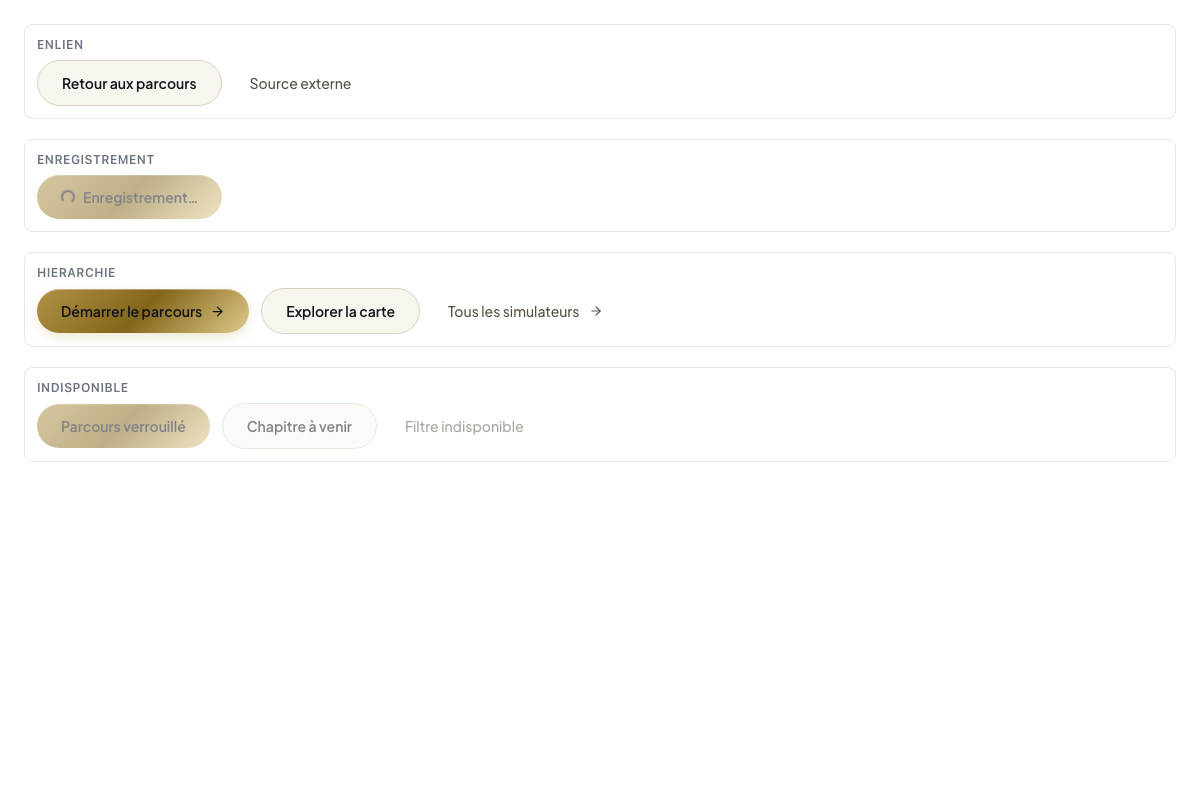 ENLIEN
Retour aux parcours
Source externe
ENREGISTREMENT
Enregistrement…
HIERARCHIE
Démarrer le parcours →
Explorer la carte
Tous les simulateurs →
INDISPONIBLE
Parcours verrouillé
Chapitre à venir
Filtre indisponible